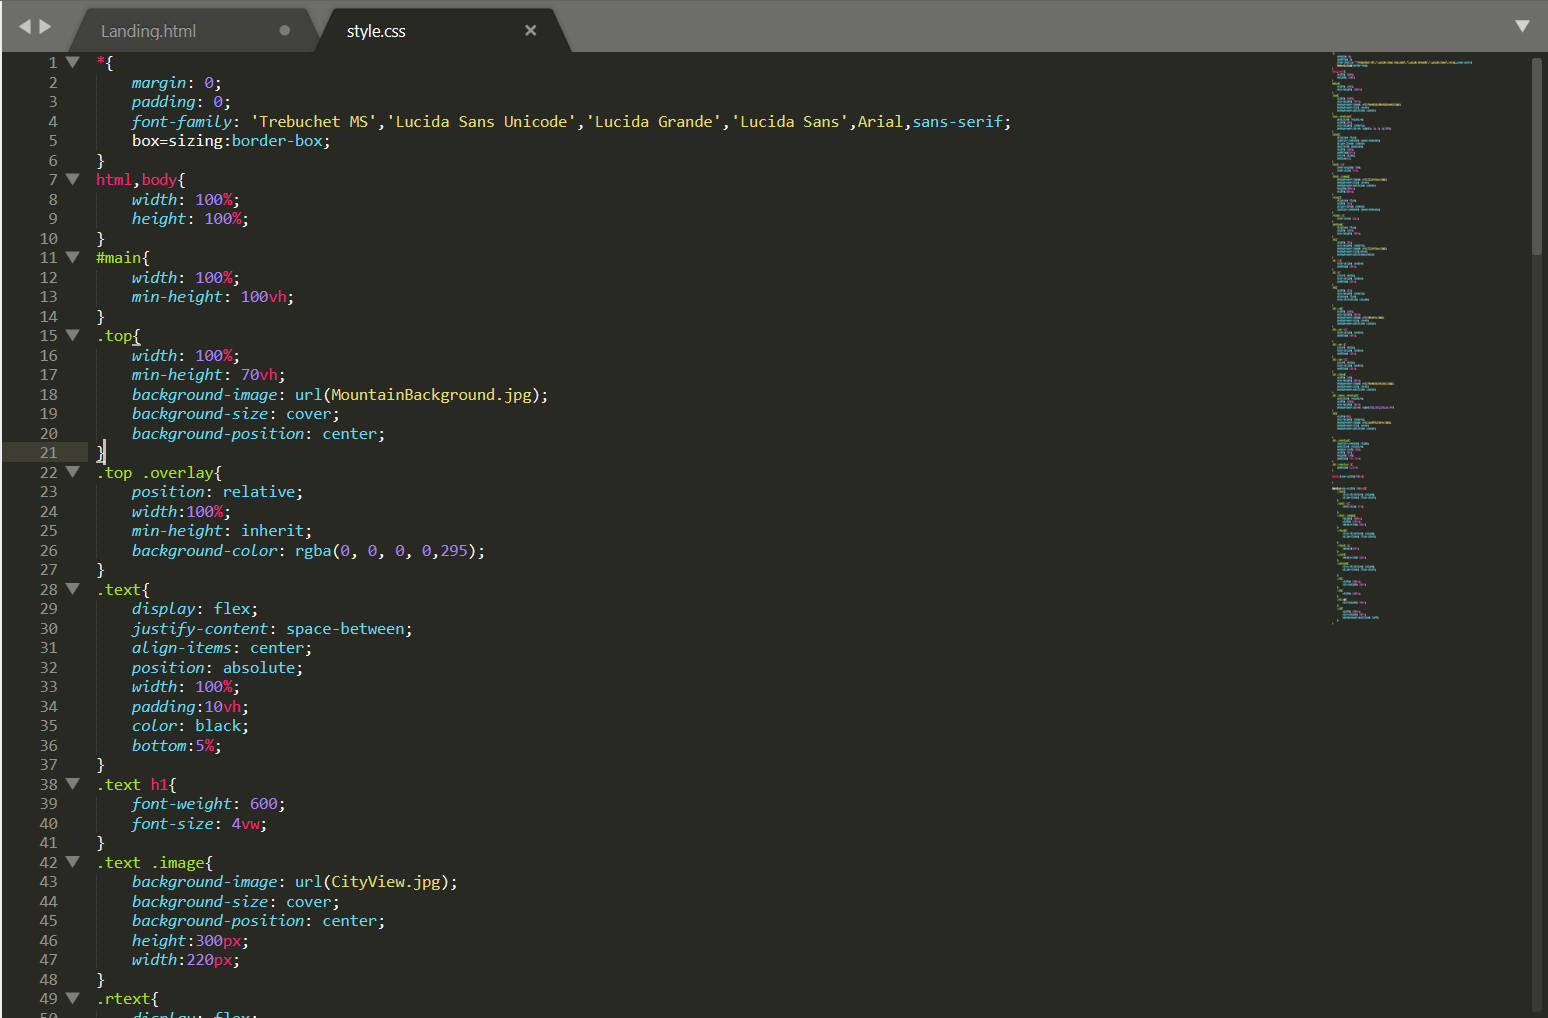 Landing.html
style.css
1 *{
2 margin: 0;
3 padding: 0;
4 font-family: 'Trebuchet MS','Lucida Sans Unicode','Lucida Grande','Lucida Sans',Arial,sans-serif;
5 box=sizing:border-box;
6 }
7 html,body{
8 width: 100%;
9 height: 100%;
10 }
11 #main{
12 width: 100%;
13 min-height: 100vh;
14 }
15 .top{
16 width: 100%;
17 min-height: 70vh;
18 background-image: url(MountainBackground.jpg);
19 background-size: cover;
20 background-position: center;
21 }
22 .top .overlay{
23 position: relative;
24 width:100%;
25 min-height: inherit;
26 background-color: rgba(0, 0, 0, 0,295);
27 }
28 .text{
29 display: flex;
30 justify-content: space-between;
31 align-items: center;
32 position: absolute;
33 width: 100%;
34 padding:10vh;
35 color: black;
36 bottom:5%;
37 }
38 .text h1{
39 font-weight: 600;
40 font-size: 4vw;
41 }
42 .text .image{
43 background-image: url(CityView.jpg);
44 background-size: cover;
45 background-position: center;
46 height:300px;
47 width:220px;
48 }
49 .rtext{
50 display: flex;